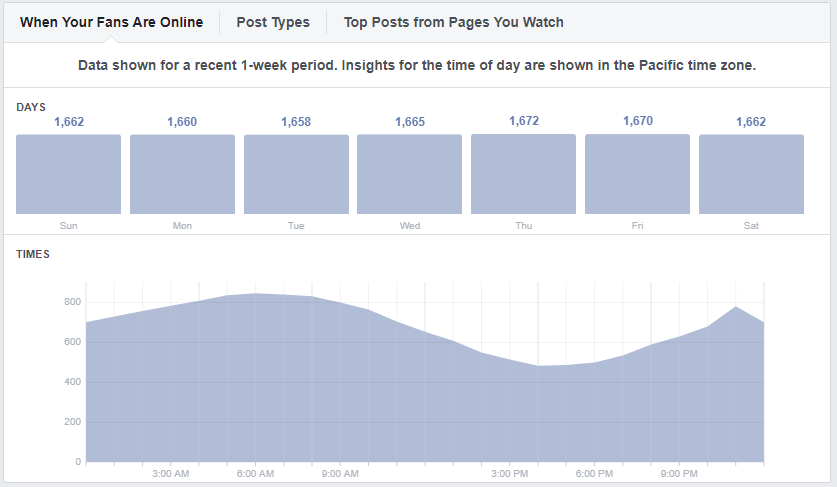 When Your Fans Are Online Post Types Top Posts from Pages You Watch
Data shown for a recent 1-week period. Insights for the time of day are shown in the Pacific time zone.
DAYS
1,662 1,660 1,658 1,665 1,672 1,670 1,662
Sun Mon Tue Wed Thu Fri Sat
TIMES
800
600
400
200
0
3:00 AM 6:00 AM 9:00 AM 3:00 PM 6:00 PM 9:00 PM